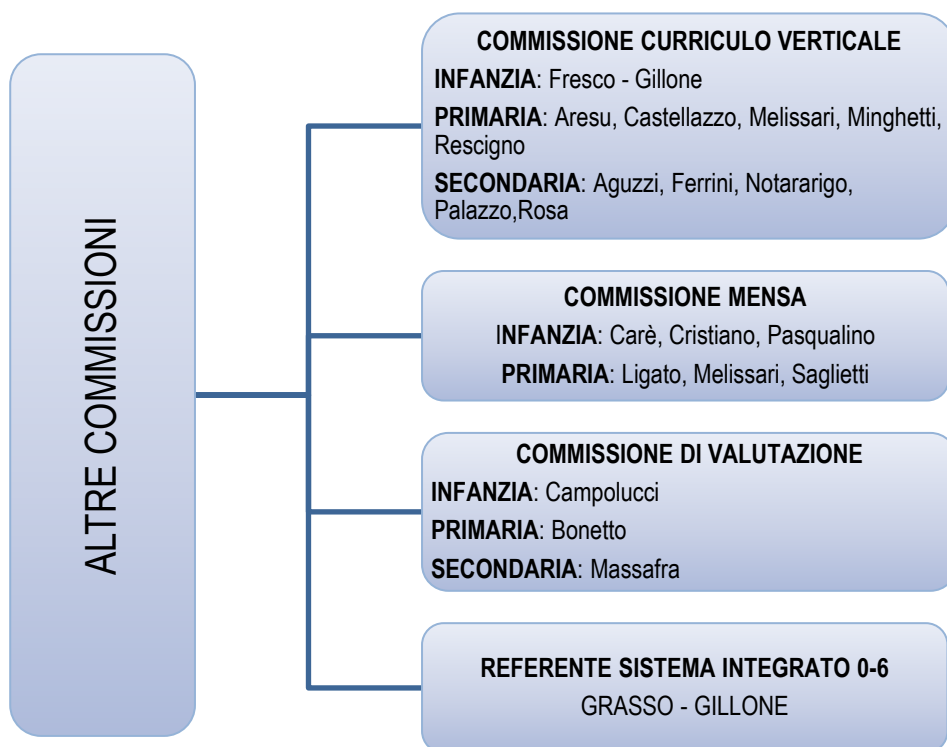 ALTRE COMMISSIONI
COMMISSIONE CURRICULO VERTICALE
INFANZIA: Fresco - Gillone
PRIMARIA: Aresu, Castellazzo, Melissari, Minghetti,
Rescigno
SECONDARIA: Aguzzi, Ferrini, Notararigo,
Palazzo,Rosa
COMMISSIONE MENSA
INFANZIA: Carè, Cristiano, Pasqualino
PRIMARIA: Ligato, Melissari, Saglietti
COMMISSIONE DI VALUTAZIONE
INFANZIA: Campolucci
PRIMARIA: Bonetto
SECONDARIA: Massafra
REFERENTE SISTEMA INTEGRATO 0-6
GRASSO - GILLONE